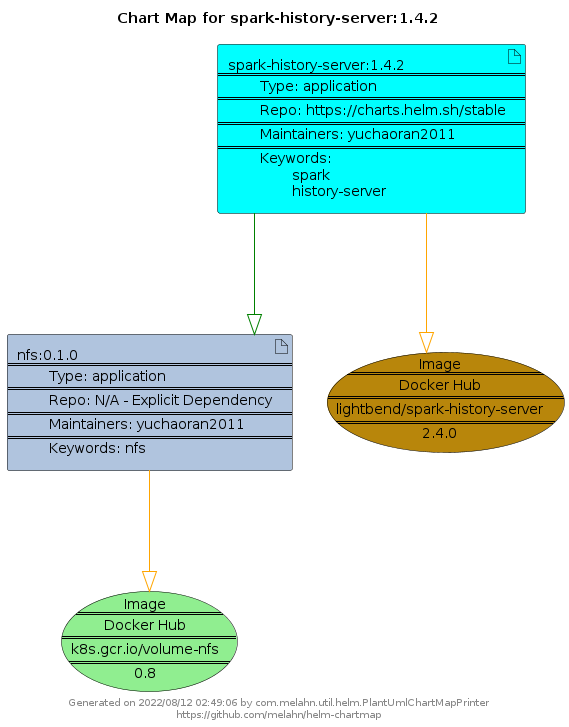 Chart Map for spark-history-server:1.4.2
spark-history-server:1.4.2
Type: application
Repo: https://charts.helm.sh/stable
Maintainers: yuchaoran2011
Keywords:
spark
history-server
nfs:0.1.0
Type: application
Repo: N/A - Explicit Dependency
Maintainers: yuchaoran2011
Keywords: nfs
Image
Docker Hub
lightbend/spark-history-server
2.4.0
Image
Docker Hub
k8s.gcr.io/volume-nfs
0.8
Generated on 2022/08/12 02:49:06 by com.melahn.util.helm.PlantUmlChartMapPrinter
https://github.com/melahn/helm-chartmap